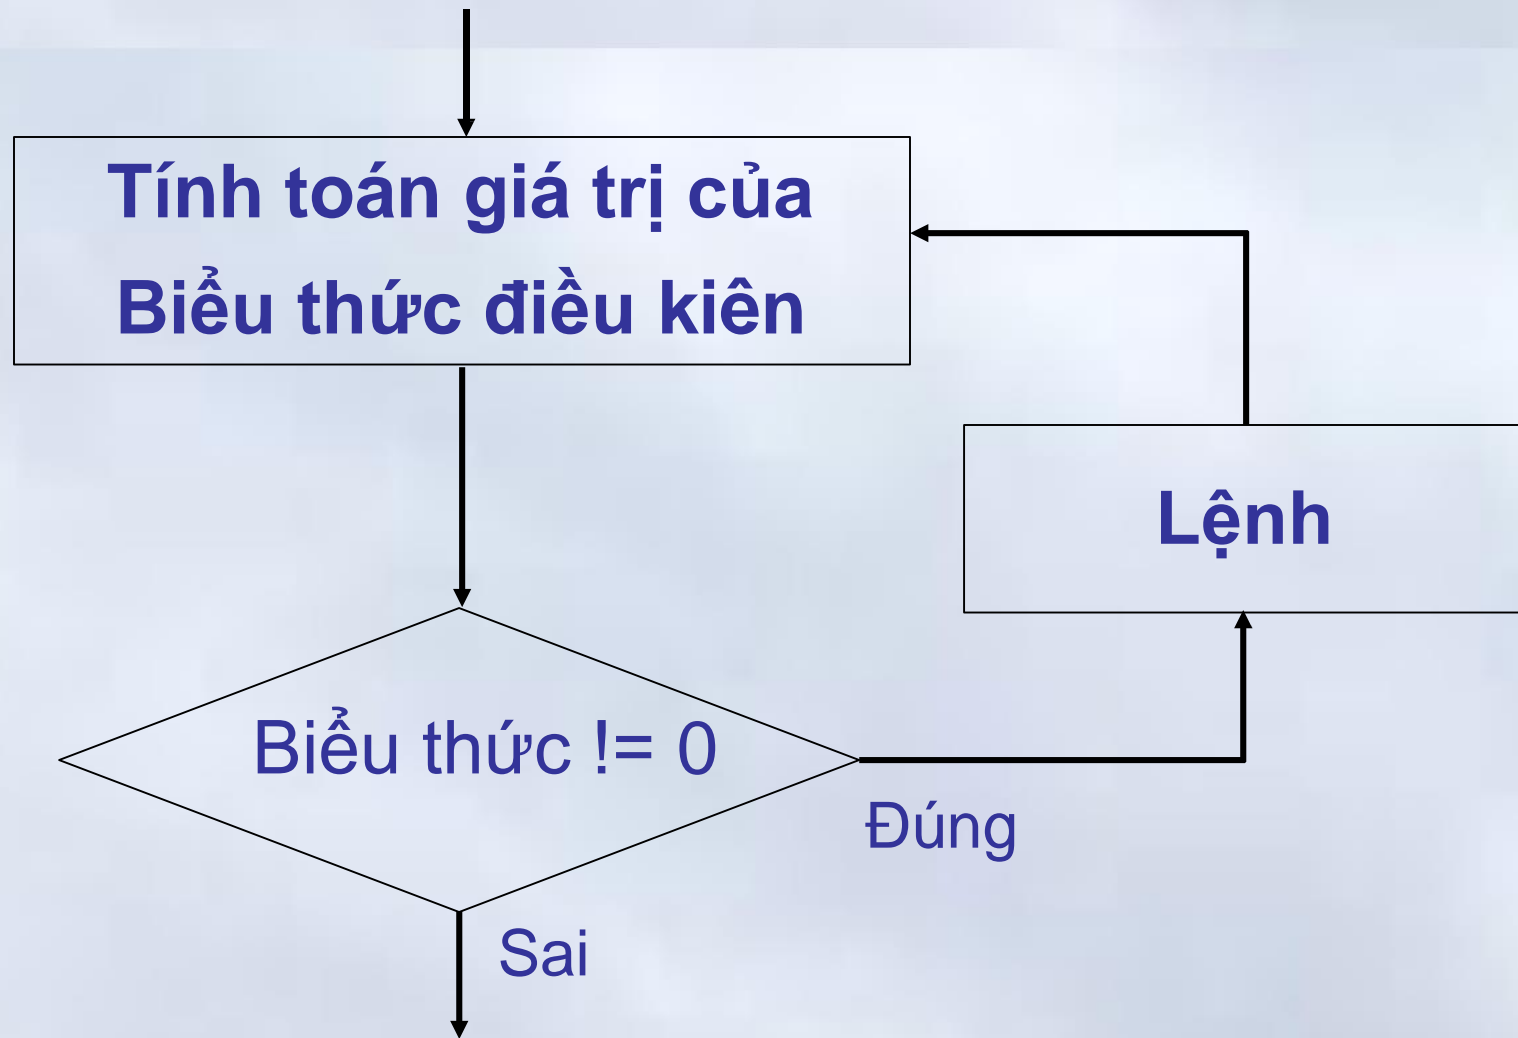 Tính toán giá trị của
Biểu thức điều kiên
Lệnh
Biểu thức != 0
Đúng
Sai